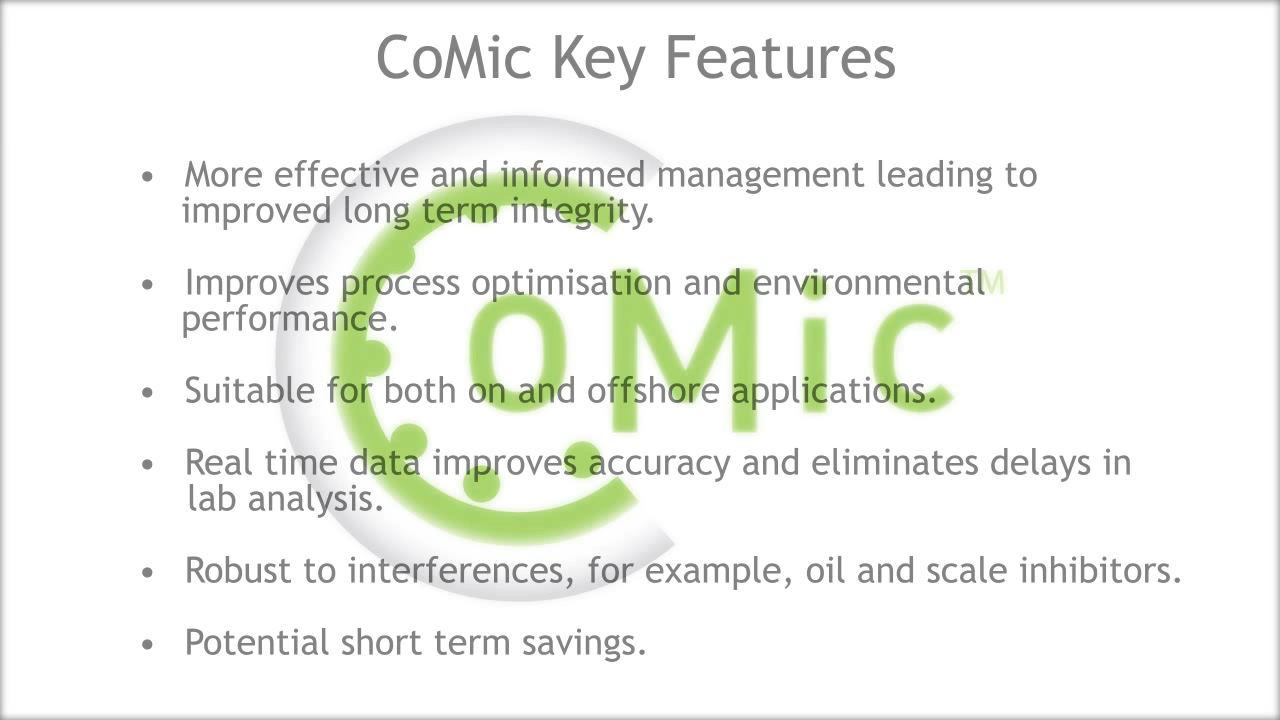 CoMic Key Features
• More effective and informed management leading to
improved long term integrity.
• Improves process optimisation and environmental
performance.
• Suitable for both on and offshore applications.
• Real time data improves accuracy and eliminates delays in
lab analysis.
• Robust to interferences, for example, oil and scale inhibitors.
• Potential short term savings.
CoMic™